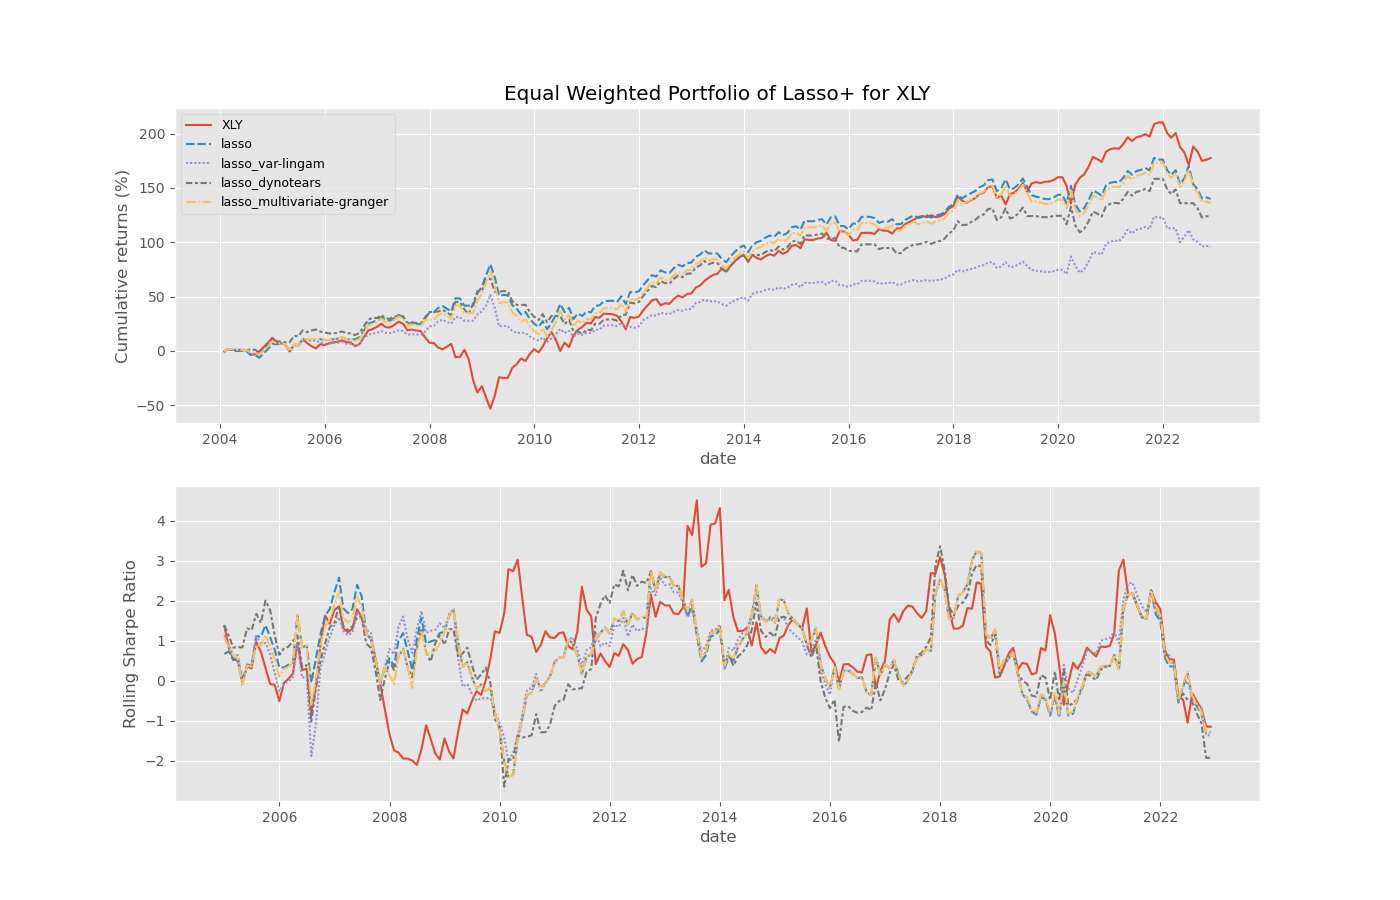 Equal Weighted Portfolio of Lasso+ for XLY
XLY
lasso
lasso_var-lingam
lasso_dynotears
lasso_multivariate-granger
Cumulative returns (%)
200
150
100
50
0
−50
2004 2006 2008 2010 2012 2014 2016 2018 2020 2022
date
Rolling Sharpe Ratio
4
3
2
1
0
−1
−2
2006 2008 2010 2012 2014 2016 2018 2020 2022
date